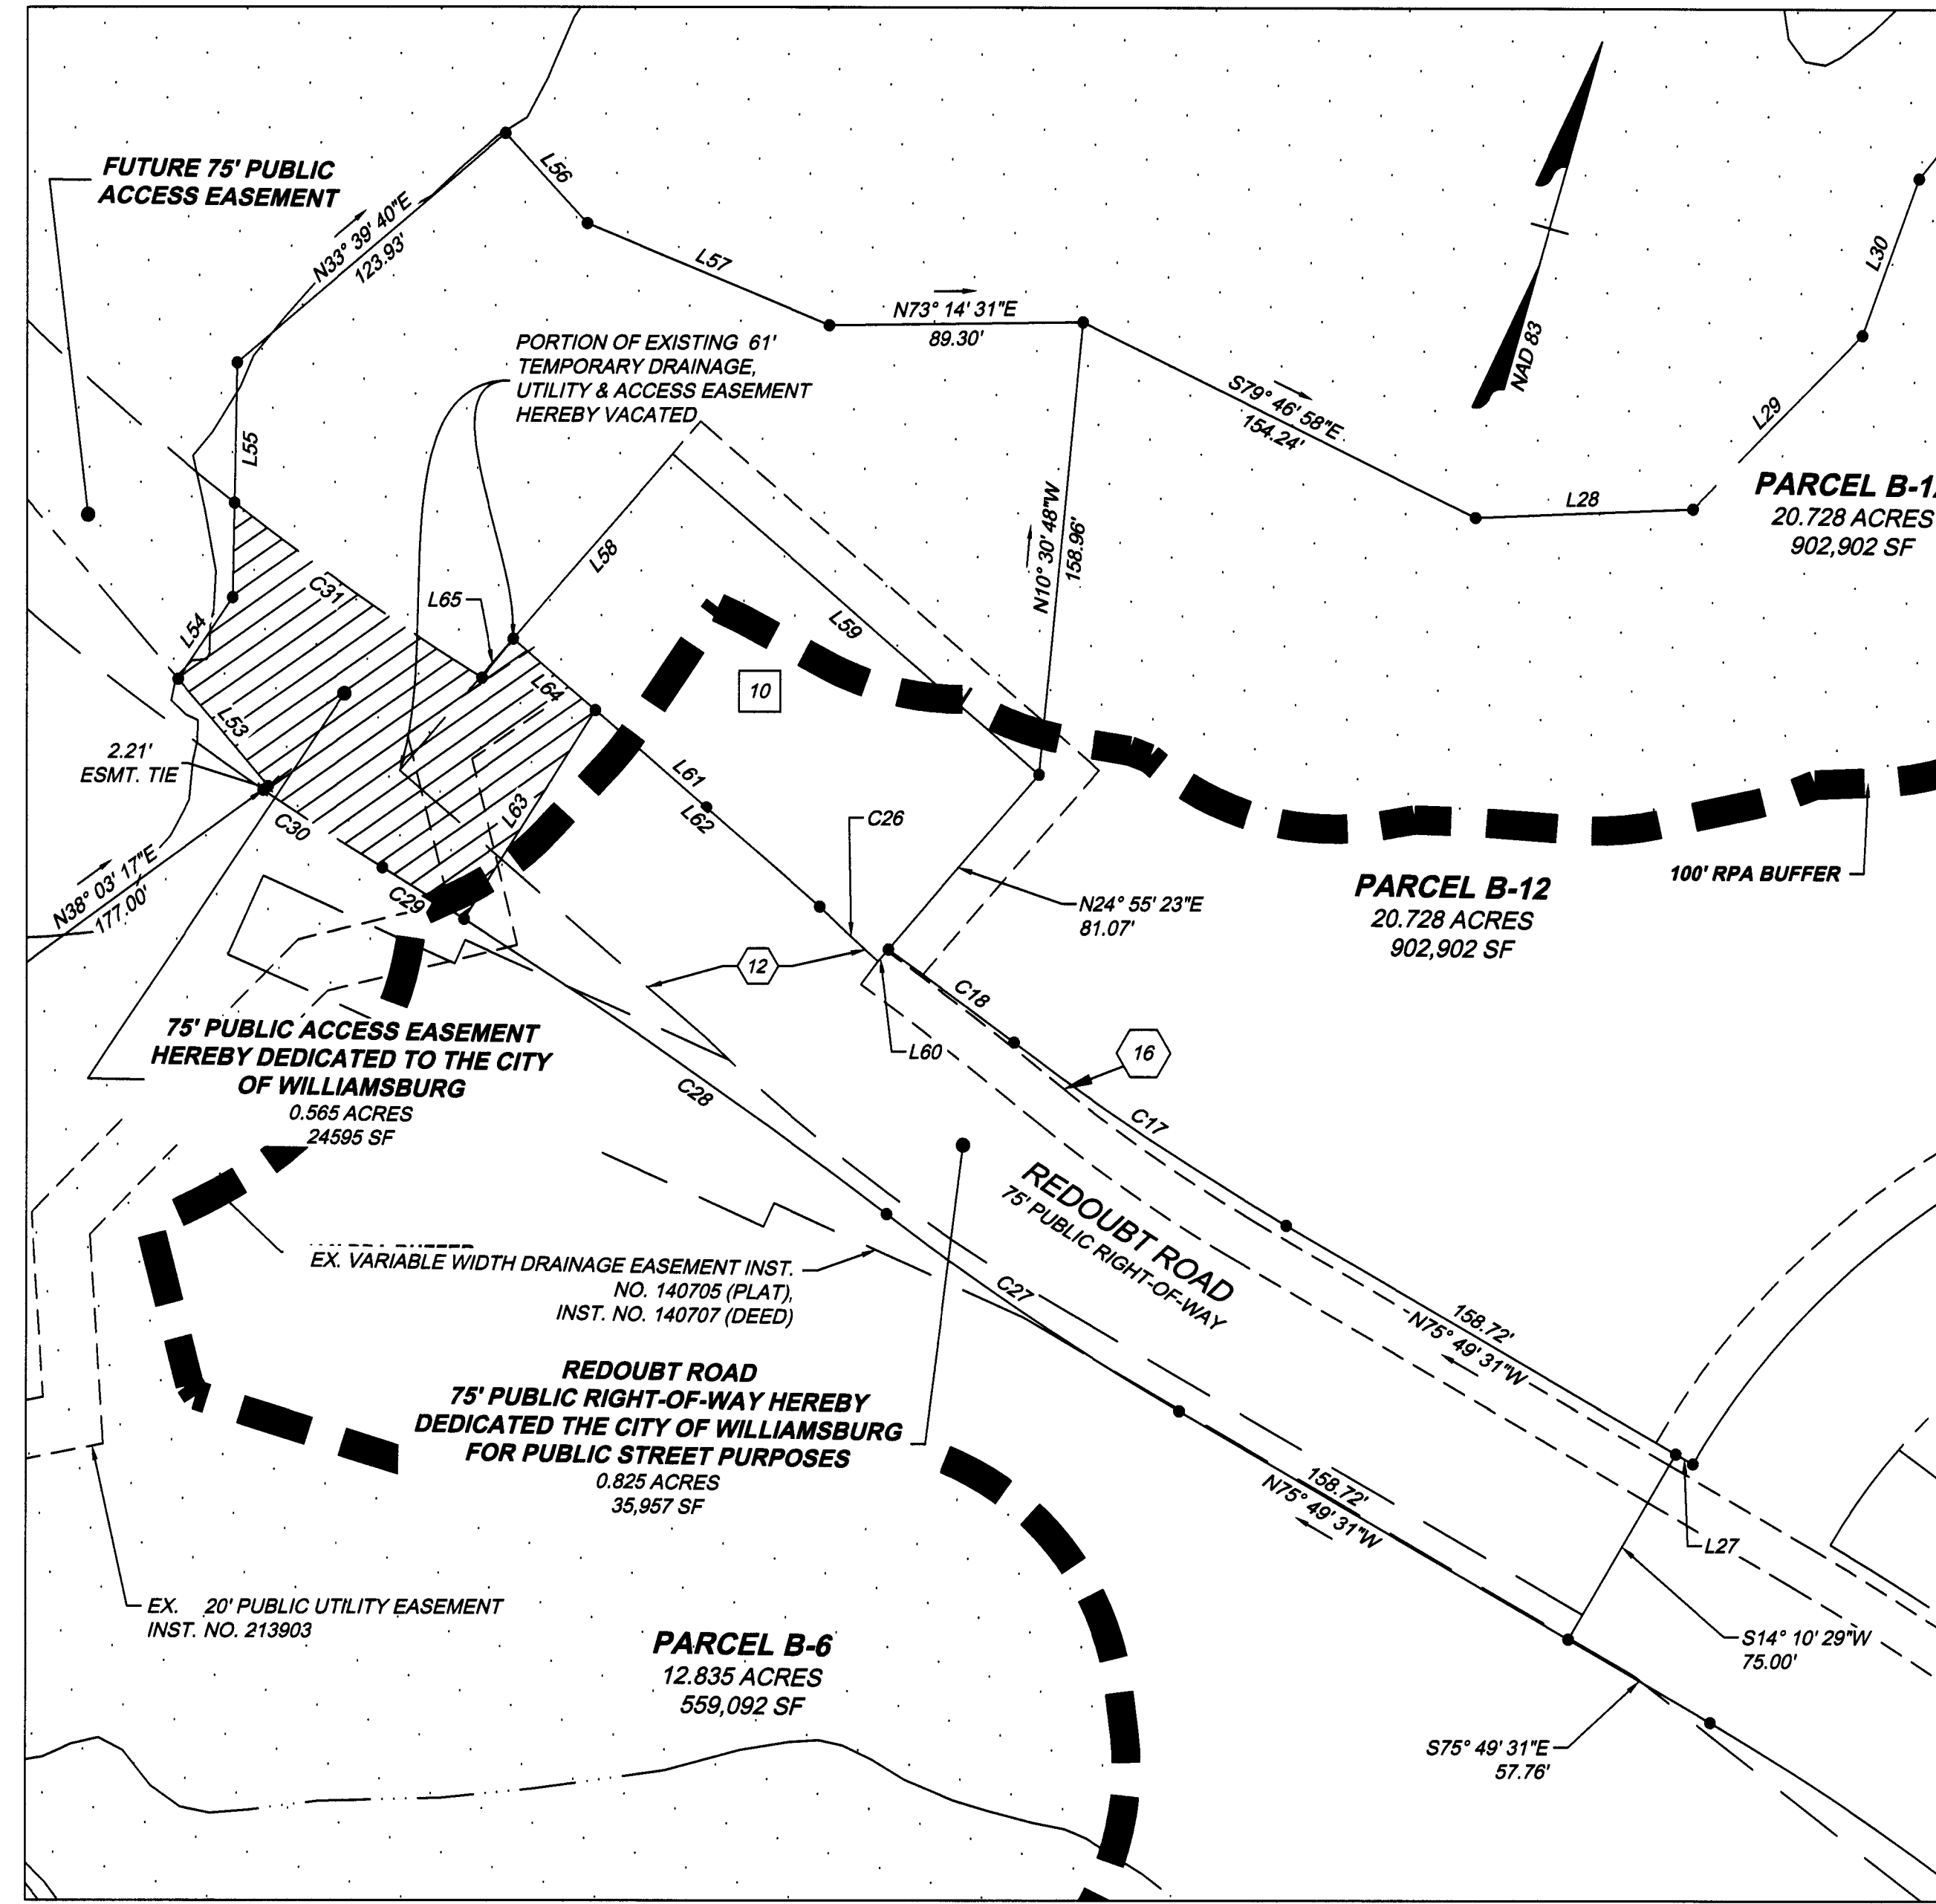 FUTURE 75' PUBLIC
ACCESS EASEMENT
N33° 39' 40"E
123.93'
L56
L57
N73° 14' 31"E
89.30'
PORTION OF EXISTING 61'
TEMPORARY DRAINAGE,
UTILITY & ACCESS EASEMENT
HEREBY VACATED
NAD 83
L30
L29
S79° 46' 58"E
154.24'
L28
PARCEL B-12
20.728 ACRES
902,902 SF
L55
L58
N10° 30' 48"W
158.96'
C31
L65
L59
L54
L64
10
L53
2.21'
ESMT. TIE
L61
L62
C26
C30
L63
100' RPA BUFFER
PARCEL B-12
20.728 ACRES
902,902 SF
N38° 03' 17"E
177.00'
C29
N24° 55' 23"E
81.07'
12
C18
L60
16
75' PUBLIC ACCESS EASEMENT
HEREBY DEDICATED TO THE CITY
OF WILLIAMSBURG
0.565 ACRES
24595 SF
C28
C17
REDOUBT ROAD
75' PUBLIC RIGHT-OF-WAY
EX. VARIABLE WIDTH DRAINAGE EASEMENT INST.
NO. 140705 (PLAT),
INST. NO. 140707 (DEED)
C27
158.72'
N75° 49' 31"W
REDOUBT ROAD
75' PUBLIC RIGHT-OF-WAY HEREBY
DEDICATED THE CITY OF WILLIAMSBURG
FOR PUBLIC STREET PURPOSES
0.825 ACRES
35,957 SF
158.72'
N75° 49' 31"W
L27
EX. 20' PUBLIC UTILITY EASEMENT
INST. NO. 213903
PARCEL B-6
12.835 ACRES
559,092 SF
S14° 10' 29"W
75.00'
S75° 49' 31"E
57.76'